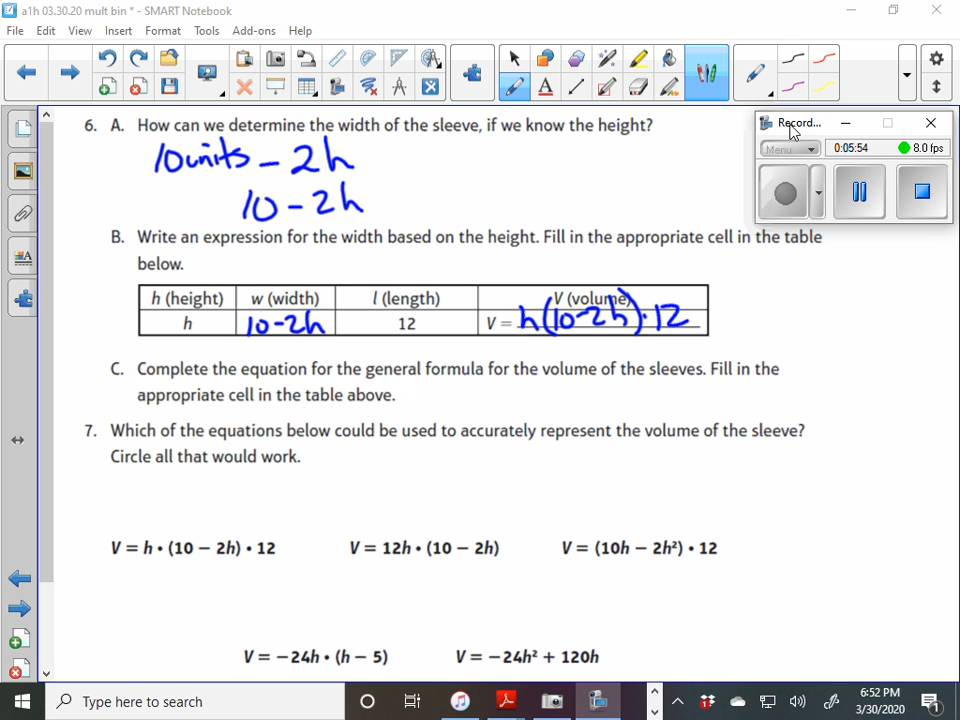 a1h 03.30.20 mult bin * - SMART Notebook
File Edit View Insert Format Tools Add-ons Help
Record...
Menu
0:05:54 8.0 fps
6. A. How can we determine the width of the sleeve, if we know the height?
10 units - 2h
10 - 2h
B. Write an expression for the width based on the height. Fill in the appropriate cell in the table
below.
h (height) w (width) l (length) V (volume)
h 10-2h 12 V = h(10-2h)·12
C. Complete the equation for the general formula for the volume of the sleeves. Fill in the
appropriate cell in the table above.
7. Which of the equations below could be used to accurately represent the volume of the sleeve?
Circle all that would work.
V = h • (10 − 2h) • 12 V = 12h • (10 − 2h) V = (10h − 2h²) • 12
V = −24h • (h − 5) V = −24h² + 120h
Type here to search
6:52 PM
3/30/2020
1